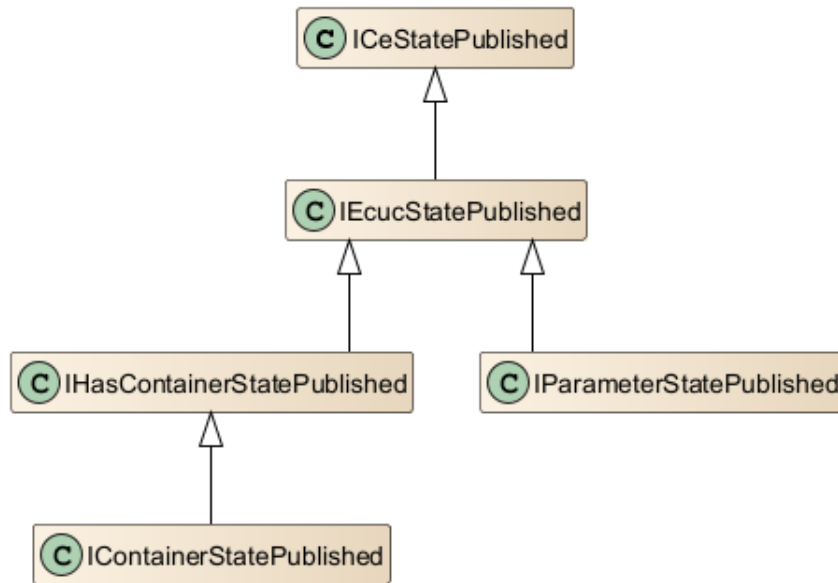 C ICeStatePublished
C IEcucStatePublished
C IHasContainerStatePublished
C IParameterStatePublished
C IContainerStatePublished